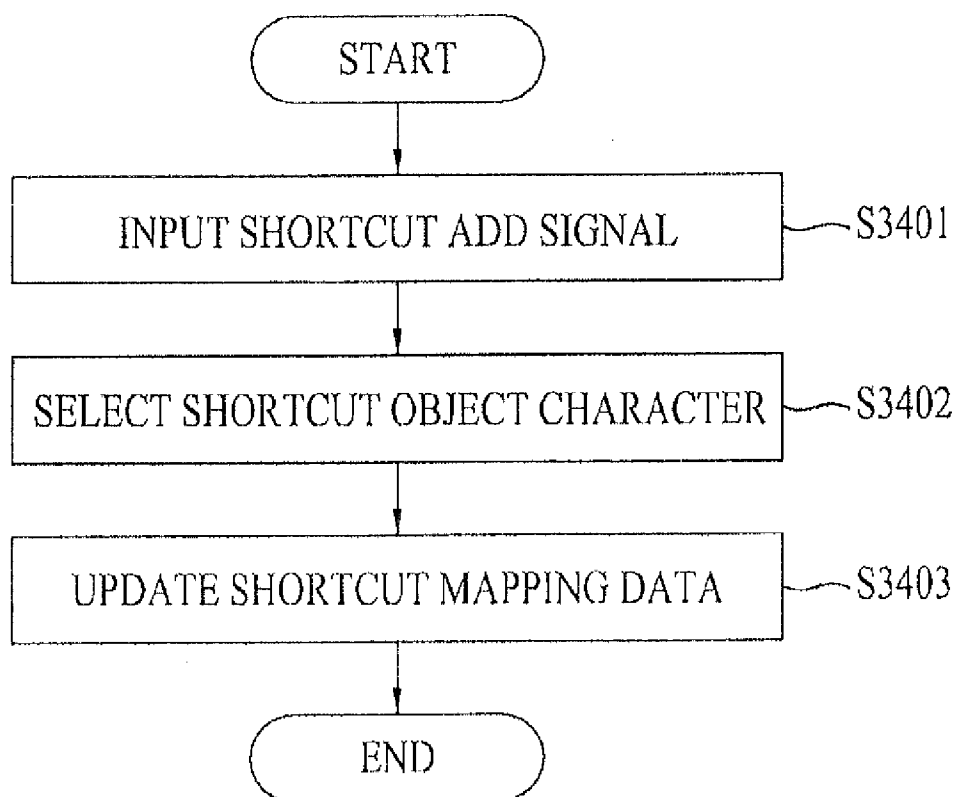 START
INPUT SHORTCUT ADD SIGNAL
S3401
SELECT SHORTCUT OBJECT CHARACTER
S3402
UPDATE SHORTCUT MAPPING DATA
S3403
END